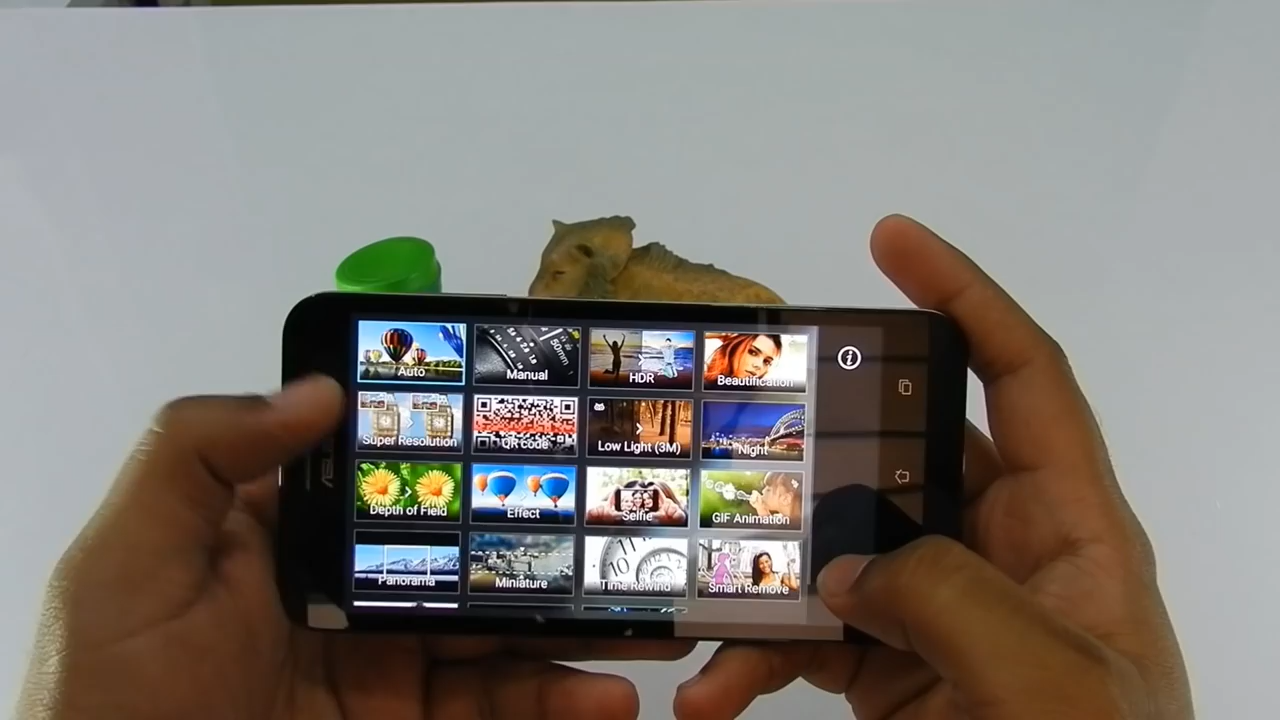 Auto
Manual
HDR
Beautification
Super Resolution
QR code
Low Light (3M)
Night
Depth of Field
Effect
Selfie
GIF Animation
Panorama
Miniature
Time Rewind
Smart Remove